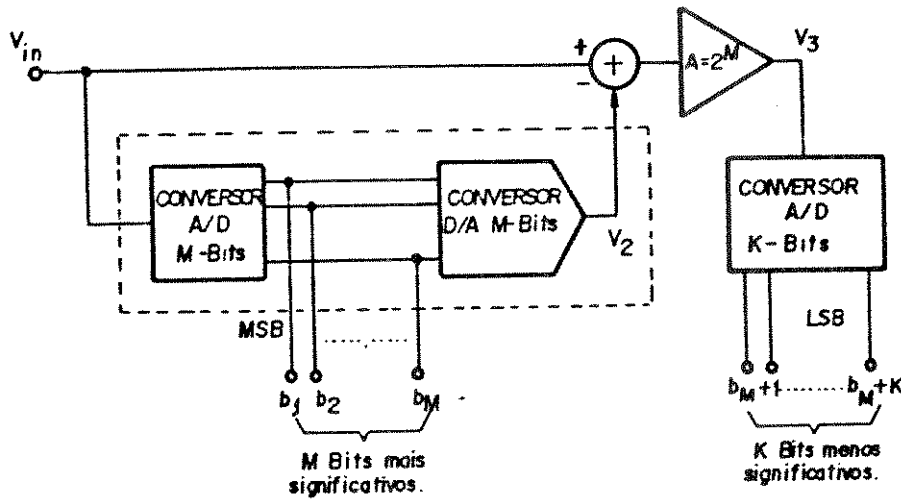 V_in
+
-
+
A=2^M
V_3
CONVERSOR
A/D
M-Bits
CONVERSOR
D/A M-Bits
V_2
CONVERSOR
A/D
K-Bits
MSB
LSB
b_1 b_2 ........ b_M
b_M+1 ........ b_M+K
M Bits mais
significativos.
K Bits menos
significativos.